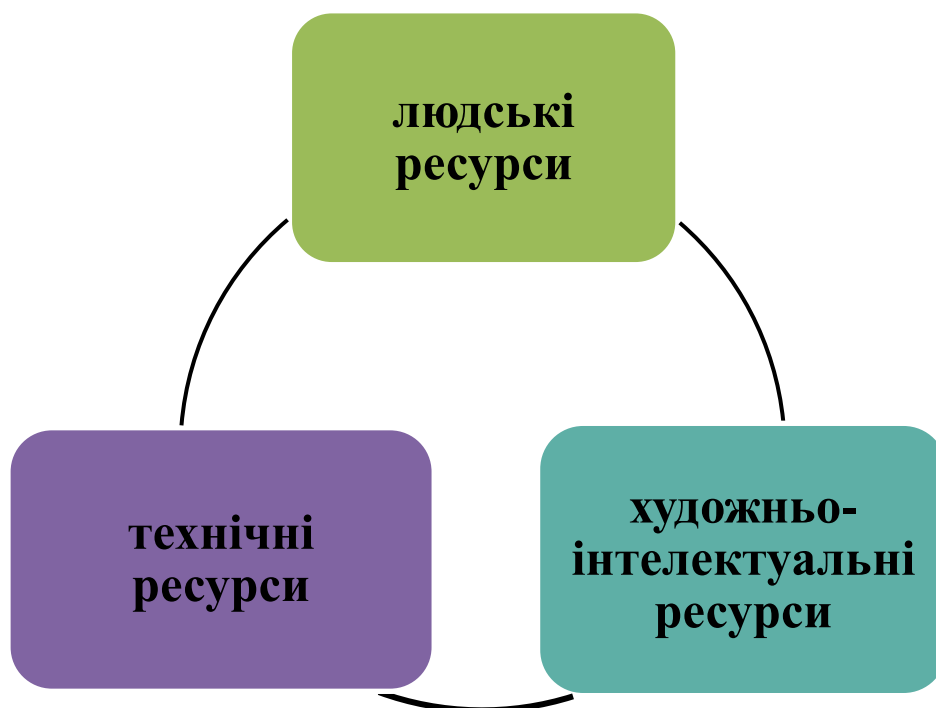 людські
ресурси
технічні
ресурси
художньо-
інтелектуальні
ресурси